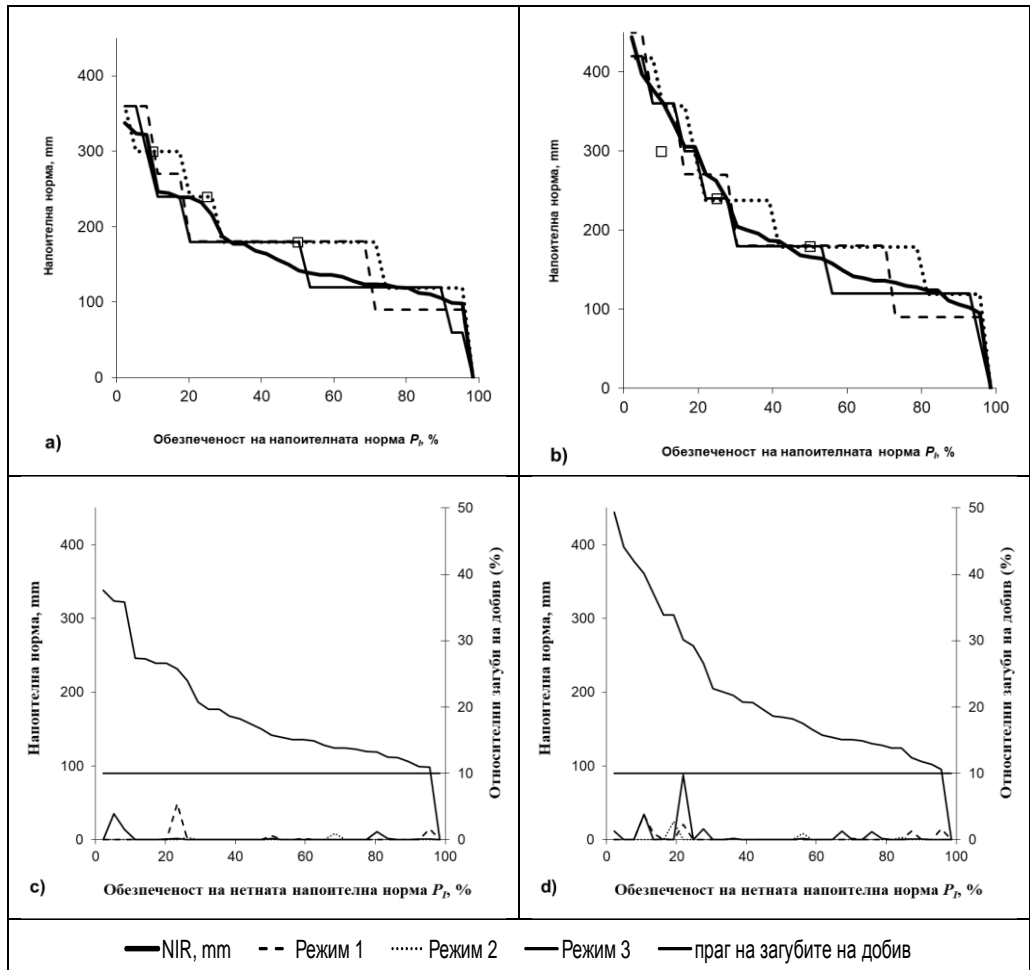 400
300
200
100
0
Напоителна норма, mm
0 20 40 60 80 100
Обезпеченост на напоителната норма PI, %
a)
400
300
200
100
0
Напоителна норма, mm
0 20 40 60 80 100
Обезпеченост на напоителната норма PI, %
b)
400
300
200
100
0
Напоителна норма, mm
50
40
30
20
10
0
Относителни загуби на добив (%)
0 20 40 60 80 100
Обезпеченост на нетната напоителна норма PI, %
c)
400
300
200
100
0
Напоителна норма, mm
50
40
30
20
10
0
Относителни загуби на добив (%)
0 20 40 60 80 100
Обезпеченост на нетната напоителна норма PI, %
d)
NIR, mm Режим 1 Режим 2 Режим 3 праг на загубите на добив